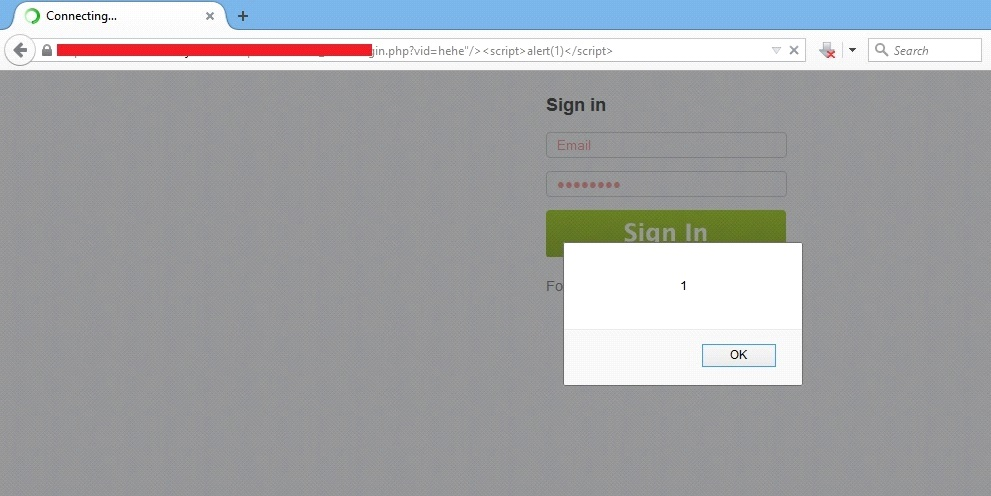 Connecting...
gin.php?vid=hehe"/><script>alert(1)</script>
Search
Sign in
Email
Sign In
Fo
1
OK